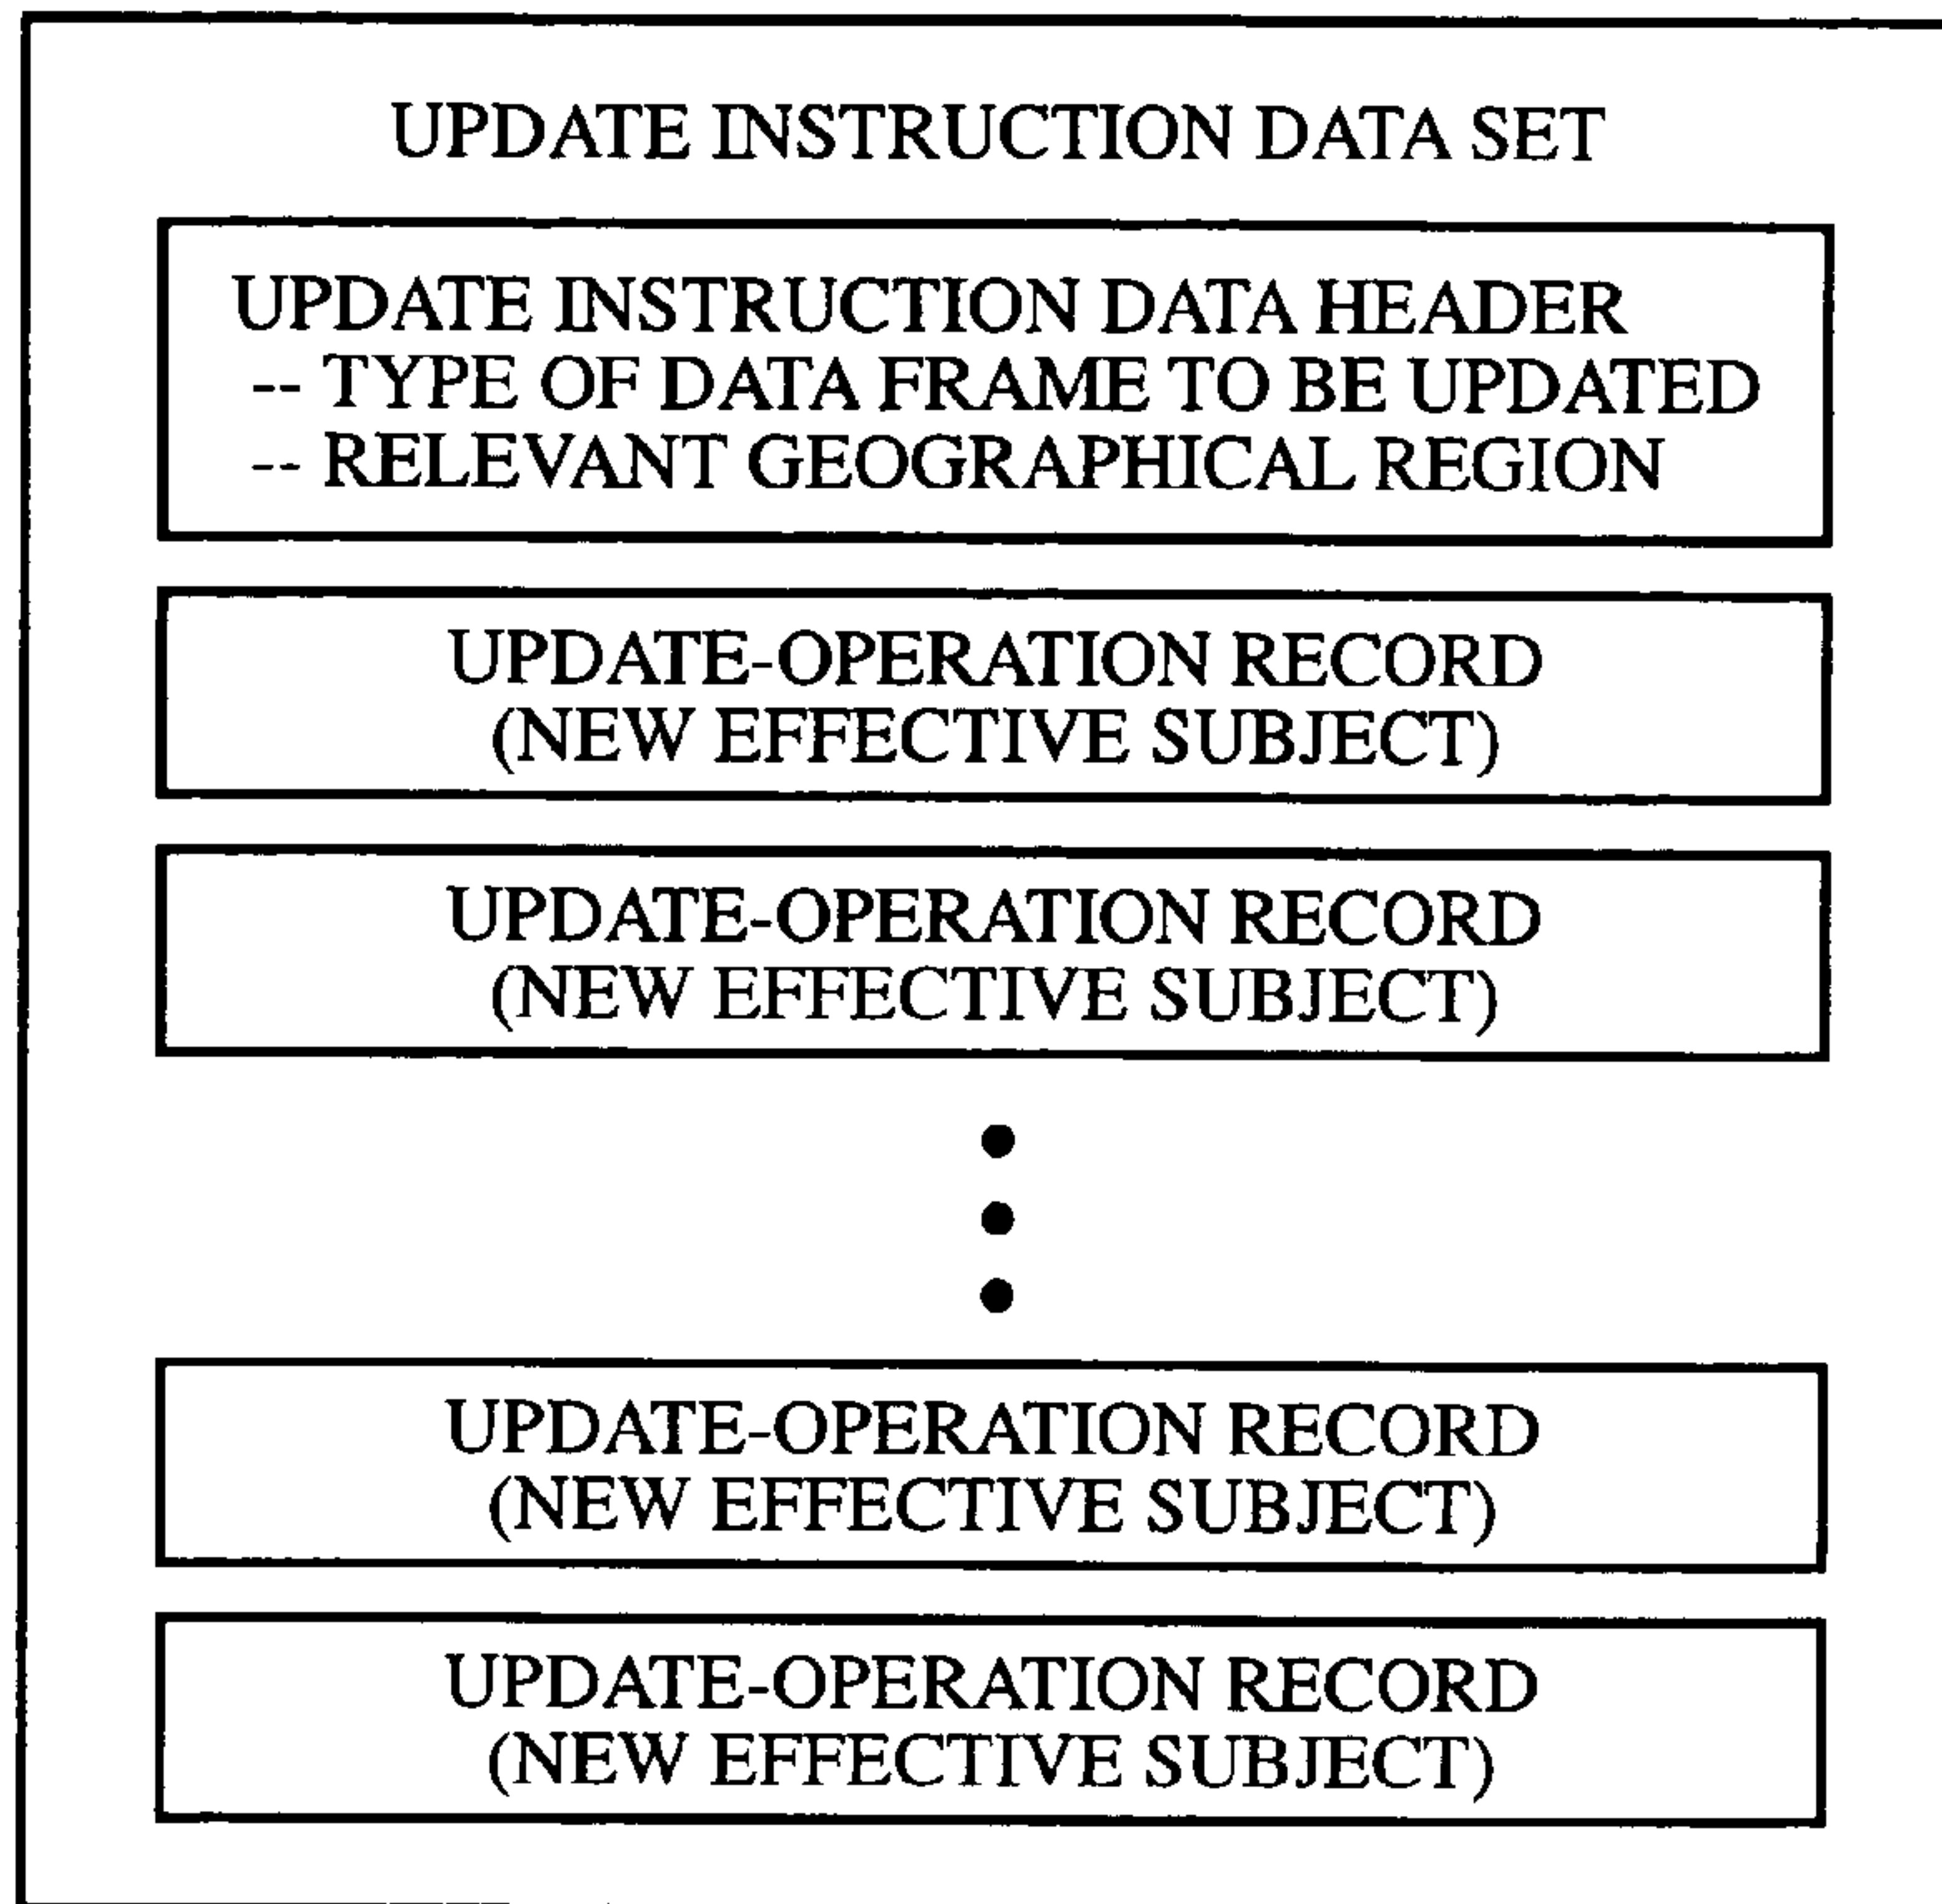 UPDATE INSTRUCTION DATA SET
UPDATE INSTRUCTION DATA HEADER
-- TYPE OF DATA FRAME TO BE UPDATED
-- RELEVANT GEOGRAPHICAL REGION
UPDATE-OPERATION RECORD
(NEW EFFECTIVE SUBJECT)
UPDATE-OPERATION RECORD
(NEW EFFECTIVE SUBJECT)
UPDATE-OPERATION RECORD
(NEW EFFECTIVE SUBJECT)
UPDATE-OPERATION RECORD
(NEW EFFECTIVE SUBJECT)